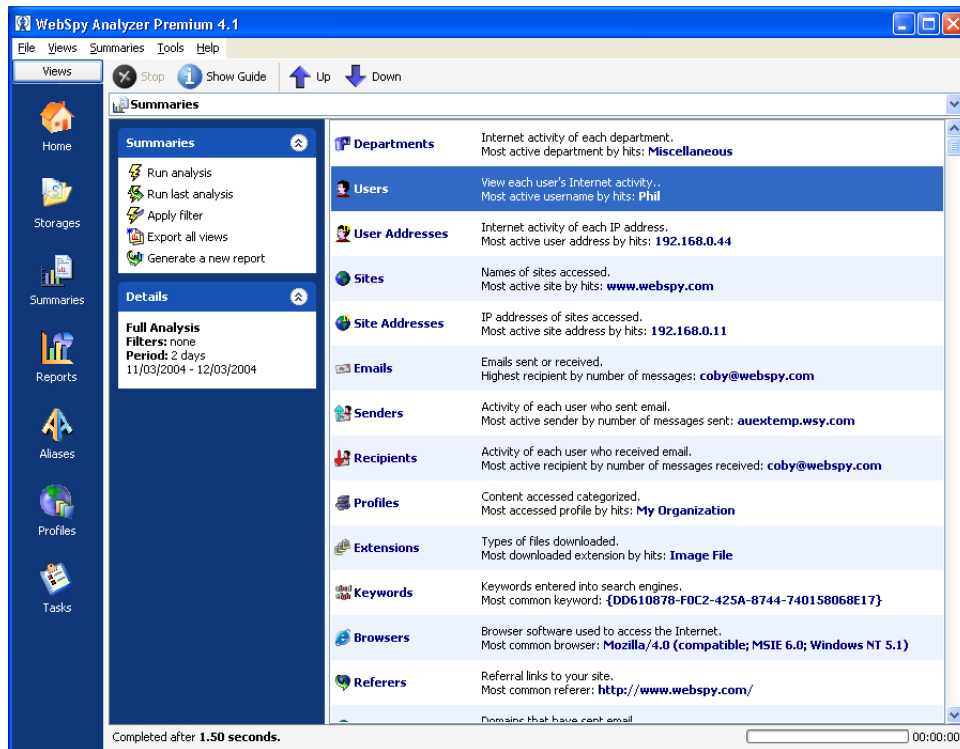 WebSpy Analyzer Premium 4.1
File Views Summaries Tools Help
Views
Stop Show Guide Up Down
Summaries
Home
Storages
Summaries
Reports
Aliases
Profiles
Tasks
Summaries
Run analysis
Run last analysis
Apply filter
Export all views
Generate a new report
Details
Full Analysis
Filters: none
Period: 2 days
11/03/2004 - 12/03/2004
Departments
Internet activity of each department.
Most active department by hits: Miscellaneous
Users
View each user's Internet activity..
Most active username by hits: Phil
User Addresses
Internet activity of each IP address.
Most active user address by hits: 192.168.0.44
Sites
Names of sites accessed.
Most active site by hits: www.webspy.com
Site Addresses
IP addresses of sites accessed.
Most active site address by hits: 192.168.0.11
Emails
Emails sent or received.
Highest recipient by number of messages: coby@webspy.com
Senders
Activity of each user who sent email.
Most active sender by number of messages sent: auextemp.wsy.com
Recipients
Activity of each user who received email.
Most active recipient by number of messages received: coby@webspy.com
Profiles
Content accessed categorized.
Most accessed profile by hits: My Organization
Extensions
Types of files downloaded.
Most downloaded extension by hits: Image File
Keywords
Keywords entered into search engines.
Most common keyword: {DD610878-F0C2-425A-8744-740158068E17}
Browsers
Browser software used to access the Internet.
Most common browser: Mozilla/4.0 (compatible; MSIE 6.0; Windows NT 5.1)
Referers
Referral links to your site.
Most common referer: http://www.webspy.com/
Domains that have sent email
Completed after 1.50 seconds.
00:00:00